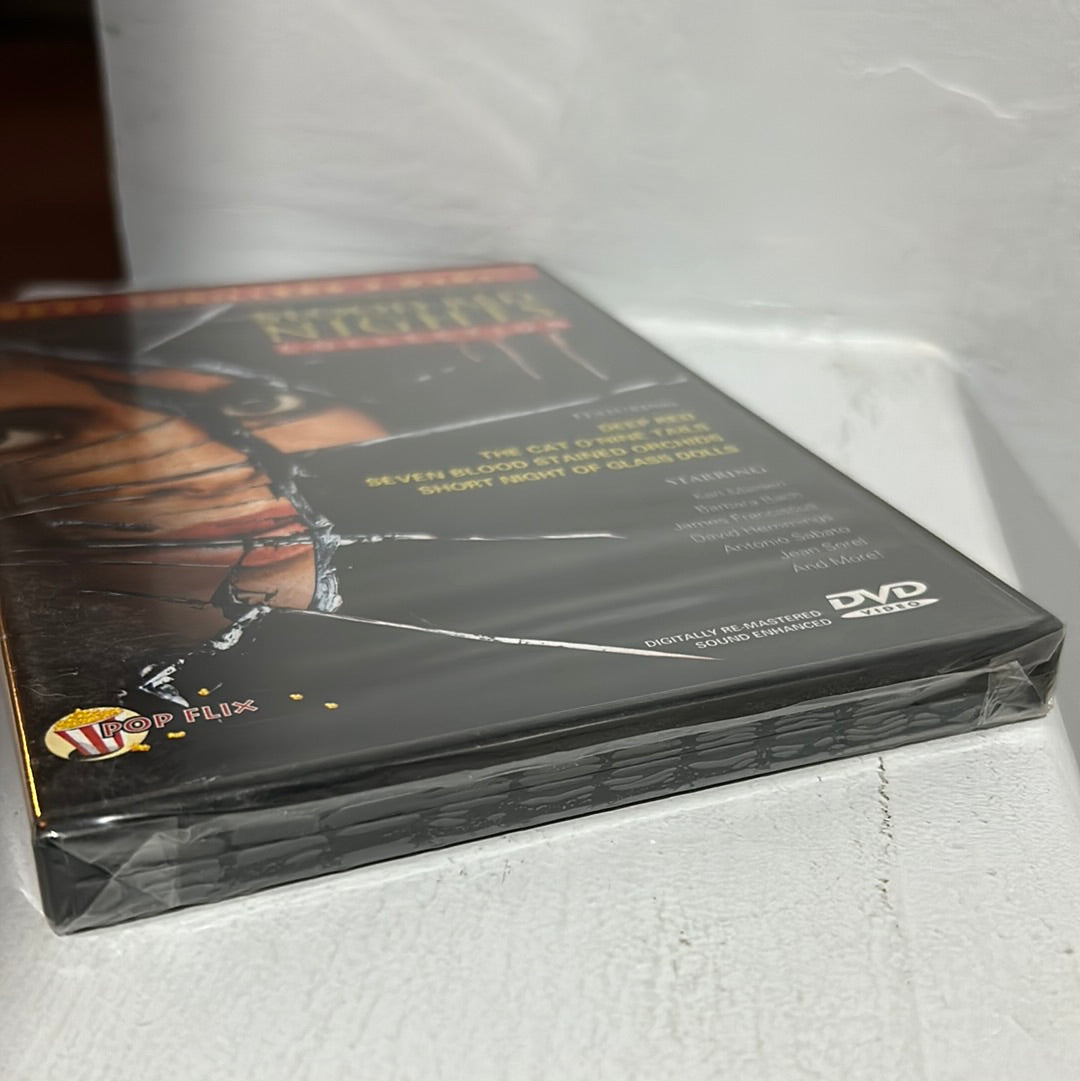 NIGHTS
FEATURING
DEEP RED
THE CAT O'NINE TAILS
SEVEN BLOOD STAINED ORCHIDS
SHORT NIGHT OF GLASS DOLLS
STARRING
Karl Malden
Barbara Bach
James Franciscus
David Hemmings
Antonio Sabato
Jean Sorel
And More!
DIGITALLY RE-MASTERED
SOUND ENHANCED
DVD
VIDEO
POP FLIX